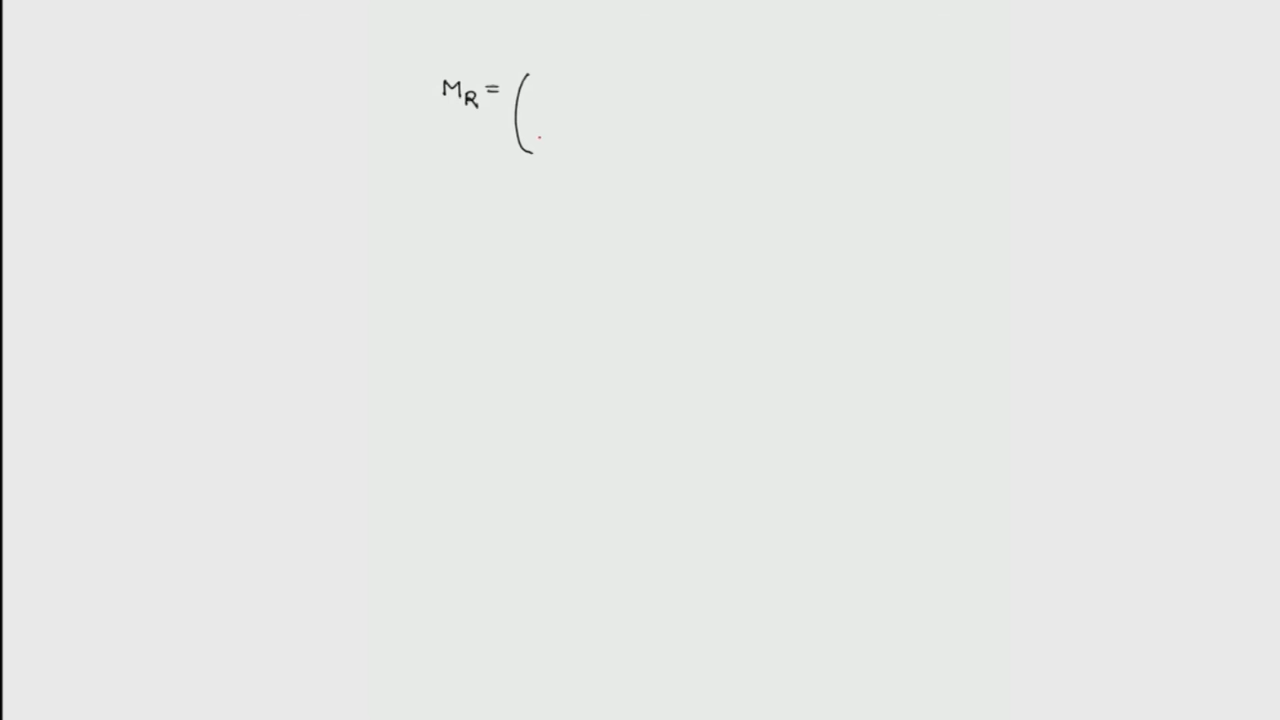 M_R = (